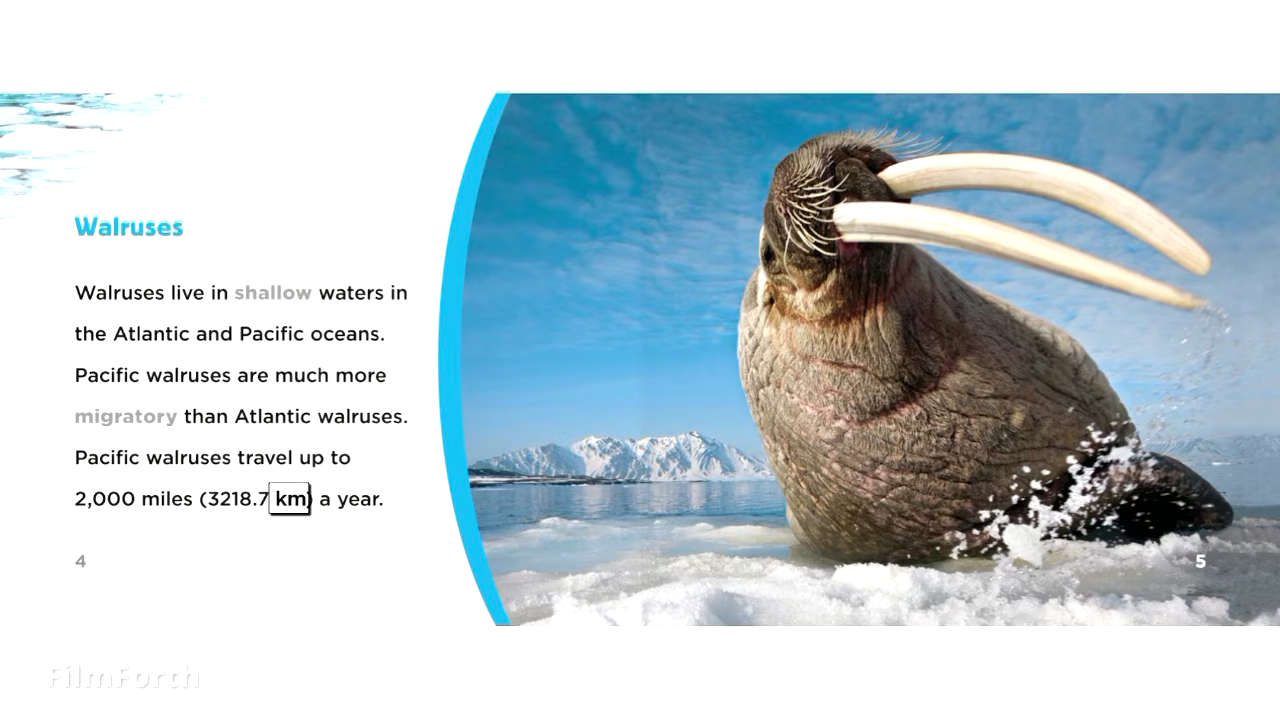 Walruses
Walruses live in shallow waters in
the Atlantic and Pacific oceans.
Pacific walruses are much more
migratory than Atlantic walruses.
Pacific walruses travel up to
2,000 miles (3218.7 km) a year.
4
5
FilmForth